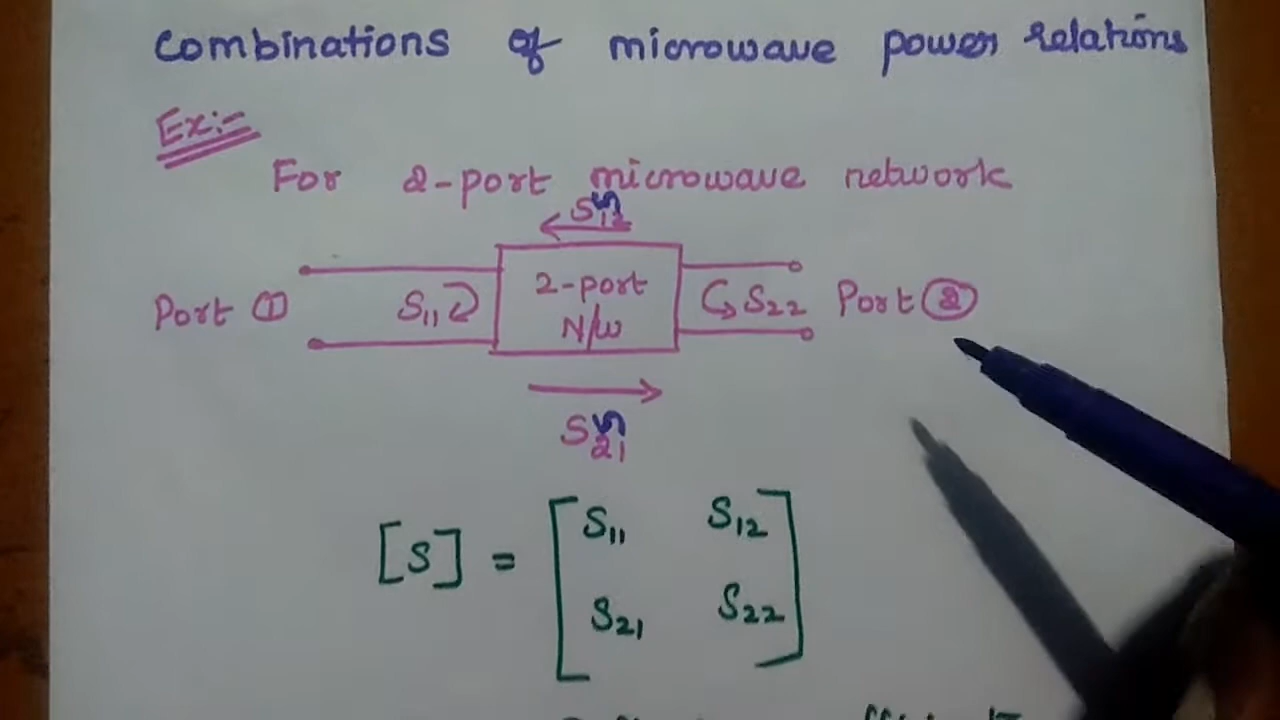 combinations of microwave power relations
Ex:-
For 2-port microwave network
S12
Port ① S11 2-port N/w S22 Port ②
S21
[S] = [S11 S12
S21 S22]